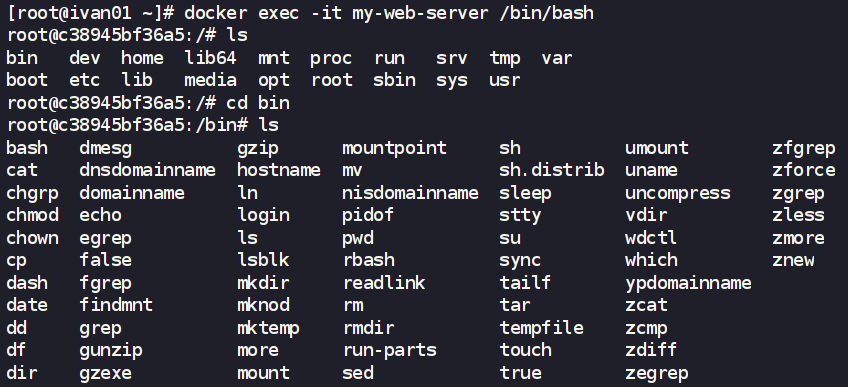 [root@ivan01 ~]# docker exec -it my-web-server /bin/bash
root@c38945bf36a5:/# ls
bin   dev  home  lib64  mnt  proc  run   srv  tmp  var
boot  etc  lib   media  opt  root  sbin  sys  usr
root@c38945bf36a5:/# cd bin
root@c38945bf36a5:/bin# ls
bash   dmesg          gzip      mountpoint     sh          umount        zfgrep
cat    dnsdomainname  hostname  mv             sh.distrib  uname         zforce
chgrp  domainname     ln        nisdomainname  sleep       uncompress    zgrep
chmod  echo           login     pidof          stty        vdir          zless
chown  egrep          ls        pwd            su          wdctl         zmore
cp     false          lsblk     rbash          sync        which         znew
dash   fgrep          mkdir     readlink       tailf       ypdomainname
date   findmnt        mknod     rm             tar         zcat
dd     grep           mktemp    rmdir          tempfile    zcmp
df     gunzip         more      run-parts      touch       zdiff
dir    gzexe          mount     sed            true        zegrep